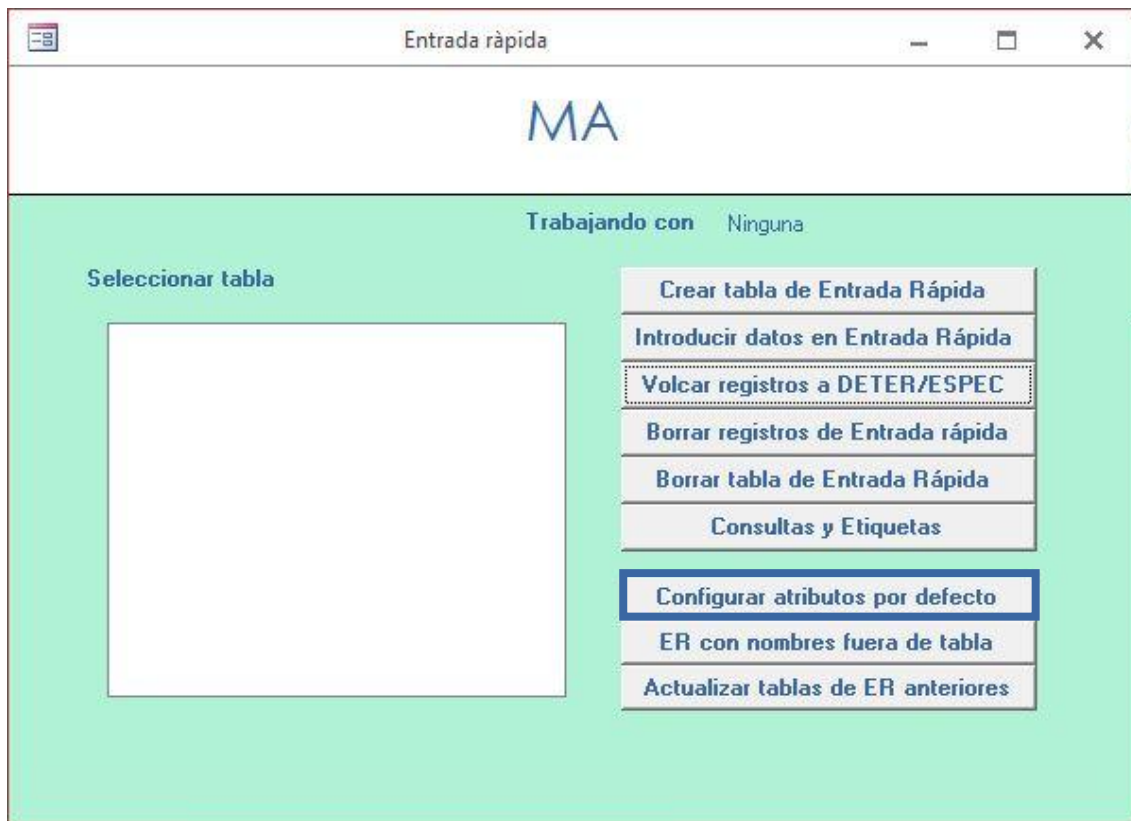 Entrada ràpida
MA
Trabajando con Ninguna
Seleccionar tabla
Crear tabla de Entrada Rápida
Introducir datos en Entrada Rápida
Volcar registros a DETER/ESPEC
Borrar registros de Entrada rápida
Borrar tabla de Entrada Rápida
Consultas y Etiquetas
Configurar atributos por defecto
ER con nombres fuera de tabla
Actualizar tablas de ER anteriores